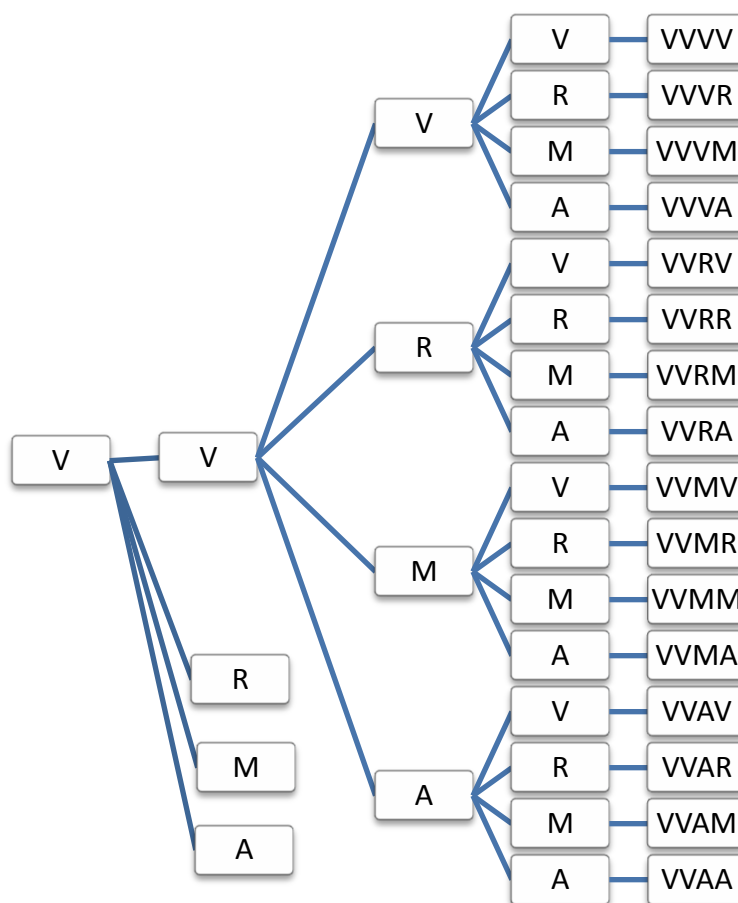 V VVVV
R VVVR
V
M VVVM
A VVVA
V VVRV
R VVRR
R
M VVRM
A VVRA
V V
V VVMV
R VVMR
M
M VVMM
A VVMA
R
V VVAV
M
R VVAR
A
M VVAM
A
A VVAA